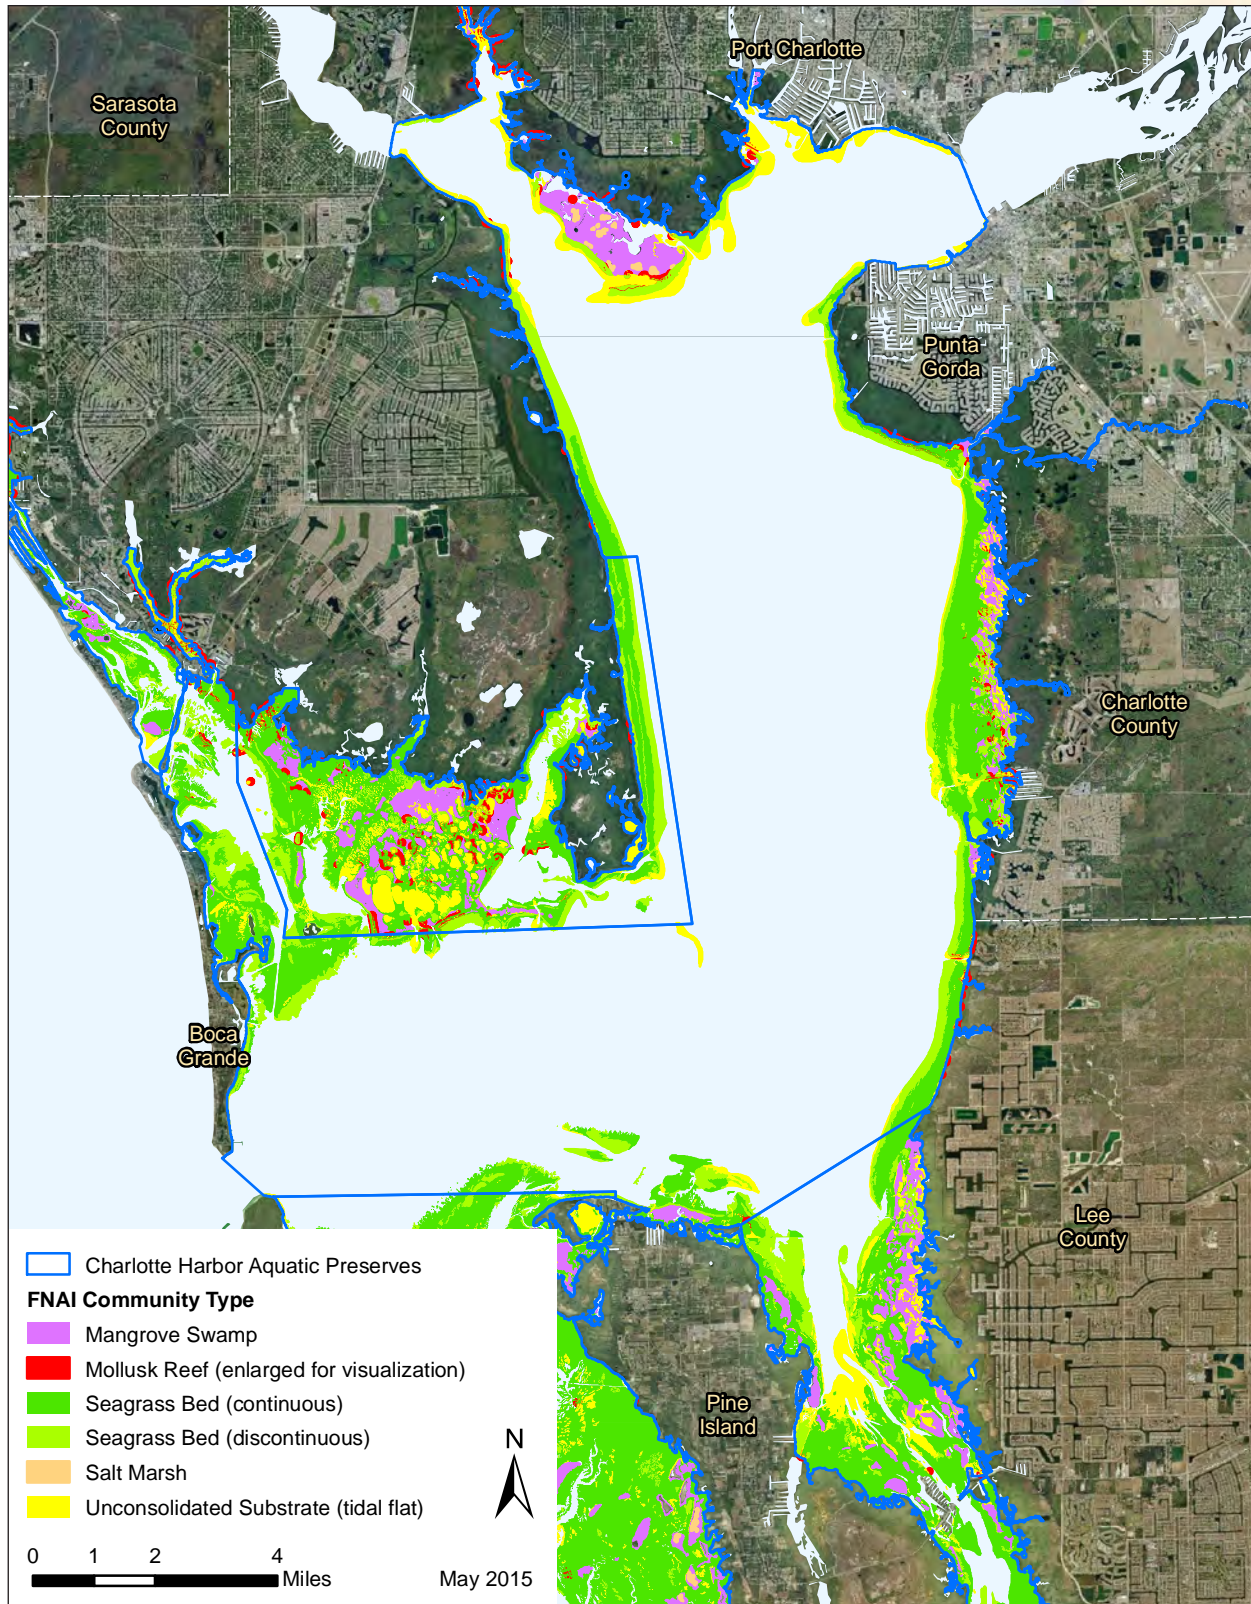 Port Charlotte
Sarasota
County
Punta
Gorda
Charlotte
County
Boca
Grande
Lee
County
Pine
Island
Charlotte Harbor Aquatic Preserves
FNAI Community Type
Mangrove Swamp
Mollusk Reef (enlarged for visualization)
Seagrass Bed (continuous)
Seagrass Bed (discontinuous)
Salt Marsh
Unconsolidated Substrate (tidal flat)
N
0 1 2 4
Miles
May 2015